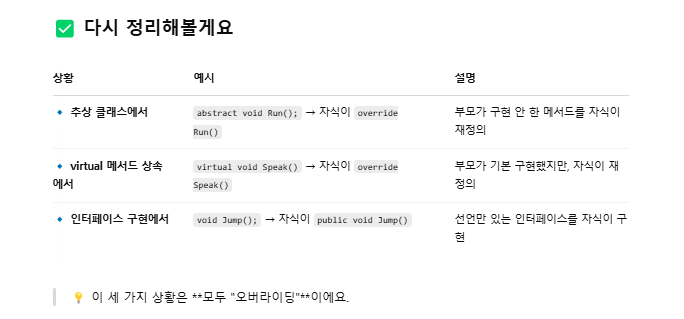 ✅ 다시 정리해볼게요
상황 예시 설명
🔹 추상 클래스에서 abstract void Run(); → 자식이 override 부모가 구현 안 한 메서드를 자식이
Run() 재정의
🔹 virtual 메서드 상속 virtual void Speak() → 자식이 override 부모가 기본 구현했지만, 자식이 재
에서 Speak() 정의
🔹 인터페이스 구현에서 void Jump(); → 자식이 public void Jump() 선언만 있는 인터페이스를 자식이 구
현
💡 이 세 가지 상황은 **모두 "오버라이딩"**이에요.